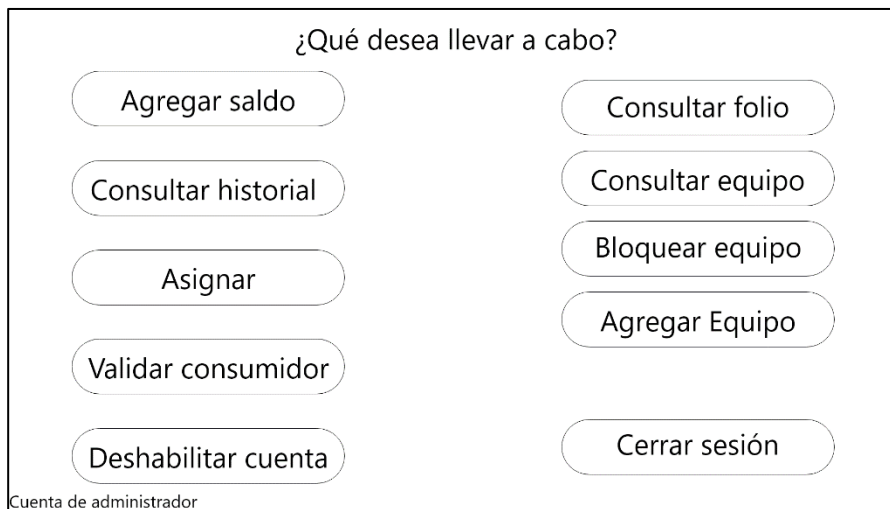 ¿Qué desea llevar a cabo?
Agregar saldo
Consultar historial
Asignar
Validar consumidor
Deshabilitar cuenta
Consultar folio
Consultar equipo
Bloquear equipo
Agregar Equipo
Cerrar sesión
Cuenta de administrador